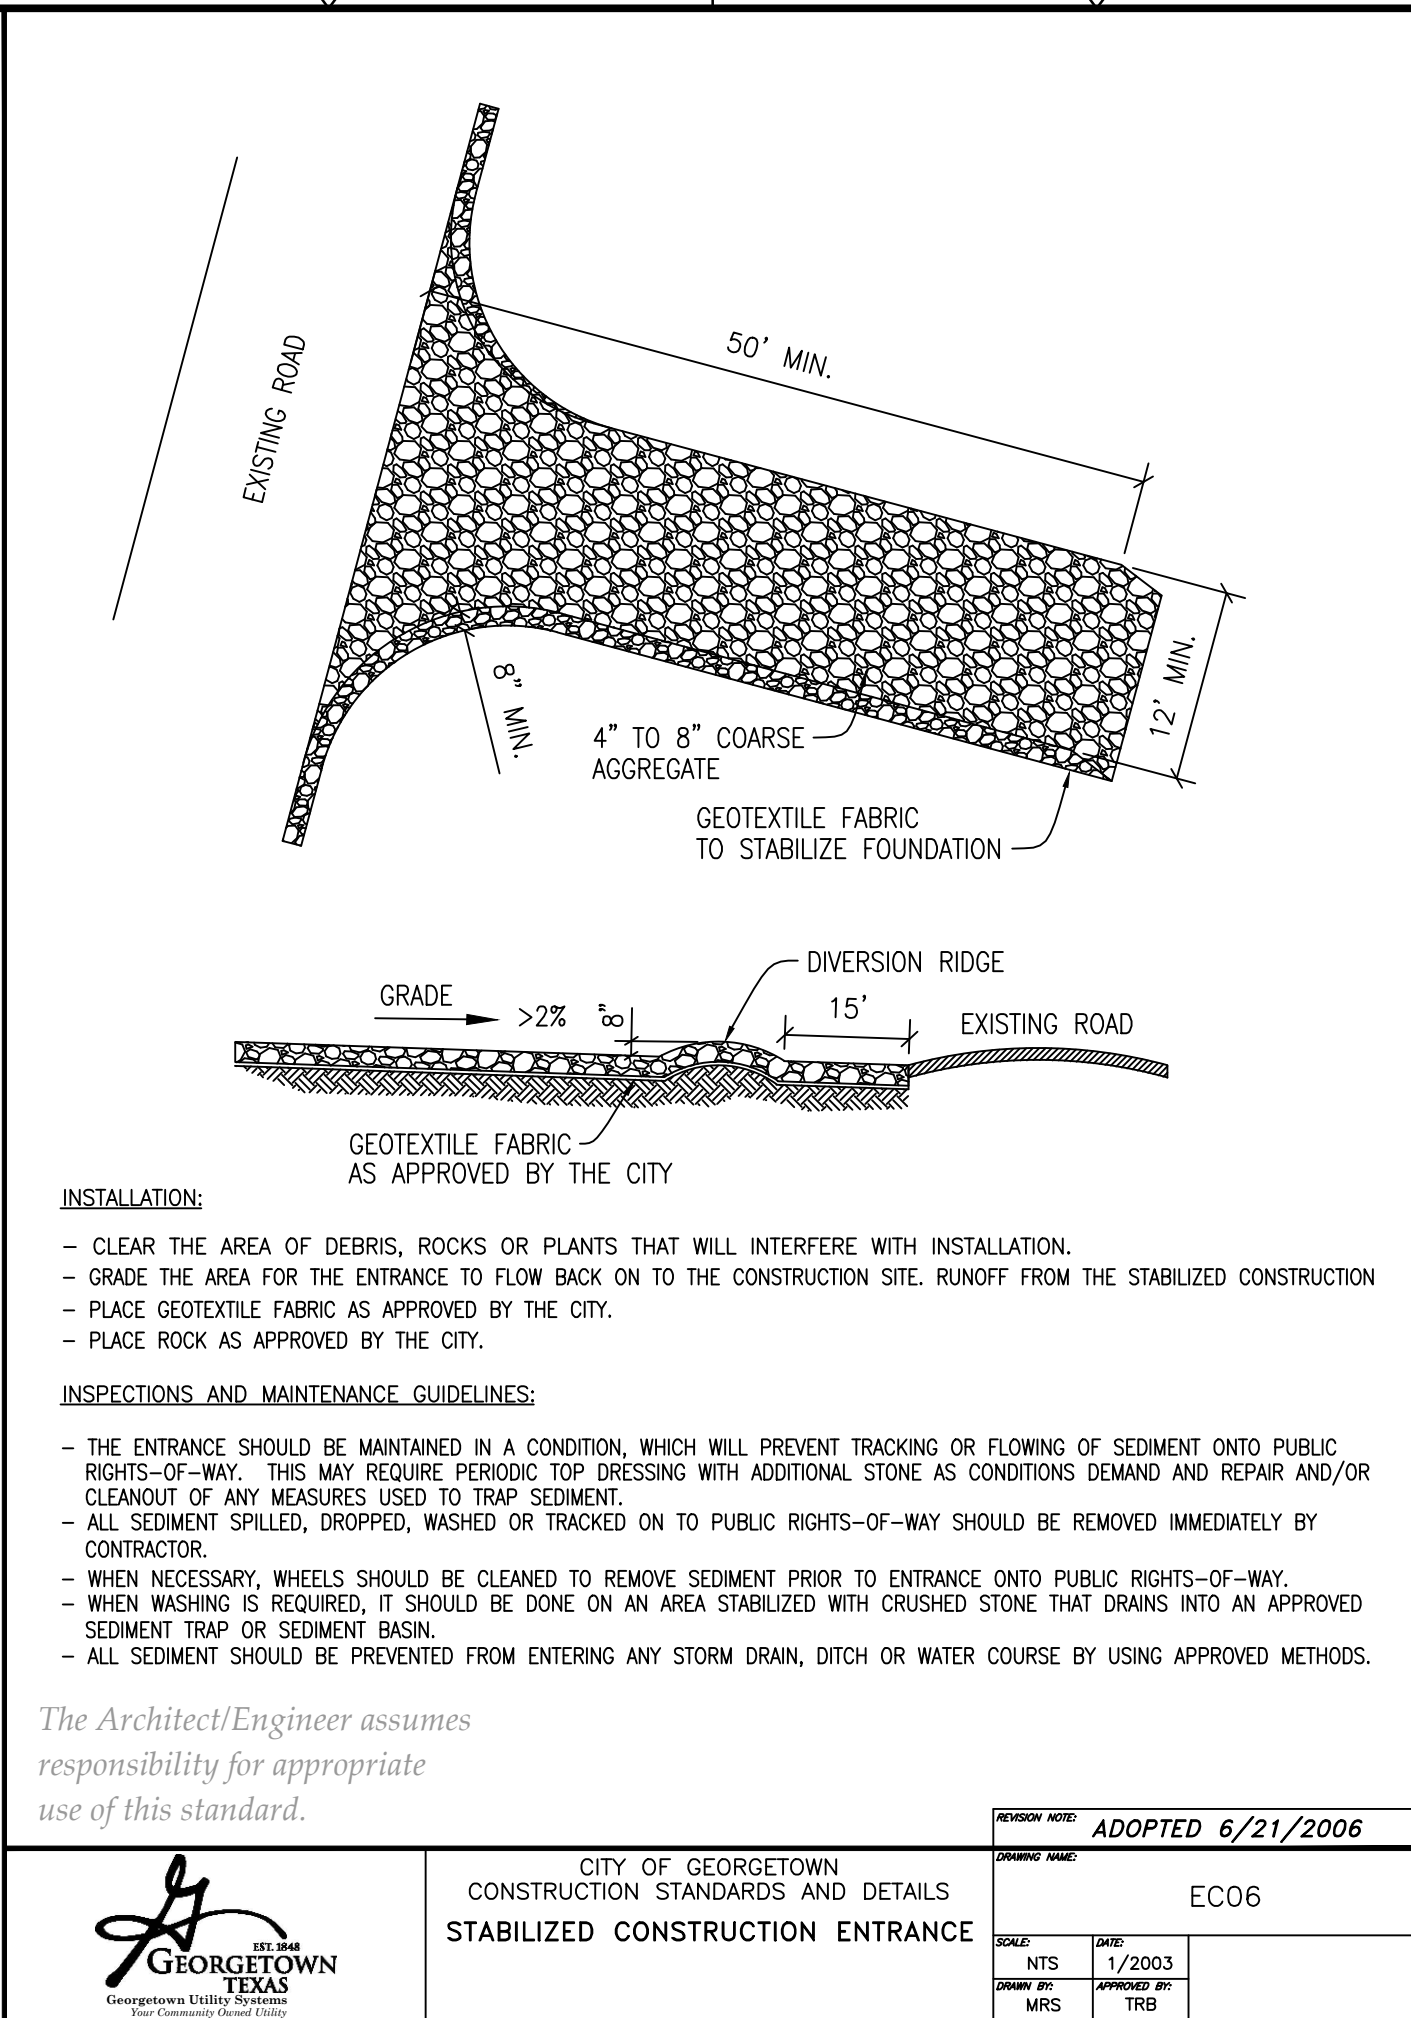 EXISTING ROAD
50' MIN.
8" MIN.
12' MIN.
4" TO 8" COARSE
AGGREGATE
GEOTEXTILE FABRIC
TO STABILIZE FOUNDATION
DIVERSION RIDGE
GRADE
>2%
8"
15'
EXISTING ROAD
GEOTEXTILE FABRIC
AS APPROVED BY THE CITY
INSTALLATION:
– CLEAR THE AREA OF DEBRIS, ROCKS OR PLANTS THAT WILL INTERFERE WITH INSTALLATION.
– GRADE THE AREA FOR THE ENTRANCE TO FLOW BACK ON TO THE CONSTRUCTION SITE. RUNOFF FROM THE STABILIZED CONSTRUCTION
– PLACE GEOTEXTILE FABRIC AS APPROVED BY THE CITY.
– PLACE ROCK AS APPROVED BY THE CITY.
INSPECTIONS AND MAINTENANCE GUIDELINES:
– THE ENTRANCE SHOULD BE MAINTAINED IN A CONDITION, WHICH WILL PREVENT TRACKING OR FLOWING OF SEDIMENT ONTO PUBLIC
RIGHTS–OF–WAY. THIS MAY REQUIRE PERIODIC TOP DRESSING WITH ADDITIONAL STONE AS CONDITIONS DEMAND AND REPAIR AND/OR
CLEANOUT OF ANY MEASURES USED TO TRAP SEDIMENT.
– ALL SEDIMENT SPILLED, DROPPED, WASHED OR TRACKED ON TO PUBLIC RIGHTS–OF–WAY SHOULD BE REMOVED IMMEDIATELY BY
CONTRACTOR.
– WHEN NECESSARY, WHEELS SHOULD BE CLEANED TO REMOVE SEDIMENT PRIOR TO ENTRANCE ONTO PUBLIC RIGHTS–OF–WAY.
– WHEN WASHING IS REQUIRED, IT SHOULD BE DONE ON AN AREA STABILIZED WITH CRUSHED STONE THAT DRAINS INTO AN APPROVED
SEDIMENT TRAP OR SEDIMENT BASIN.
– ALL SEDIMENT SHOULD BE PREVENTED FROM ENTERING ANY STORM DRAIN, DITCH OR WATER COURSE BY USING APPROVED METHODS.
The Architect/Engineer assumes
responsibility for appropriate
use of this standard.
REVISION NOTE: ADOPTED 6/21/2006
EST. 1848
GEORGETOWN
TEXAS
Georgetown Utility Systems
Your Community Owned Utility
CITY OF GEORGETOWN
CONSTRUCTION STANDARDS AND DETAILS
STABILIZED CONSTRUCTION ENTRANCE
DRAWING NAME:
EC06
SCALE:
NTS
DATE:
1/2003
DRAWN BY:
MRS
APPROVED BY:
TRB